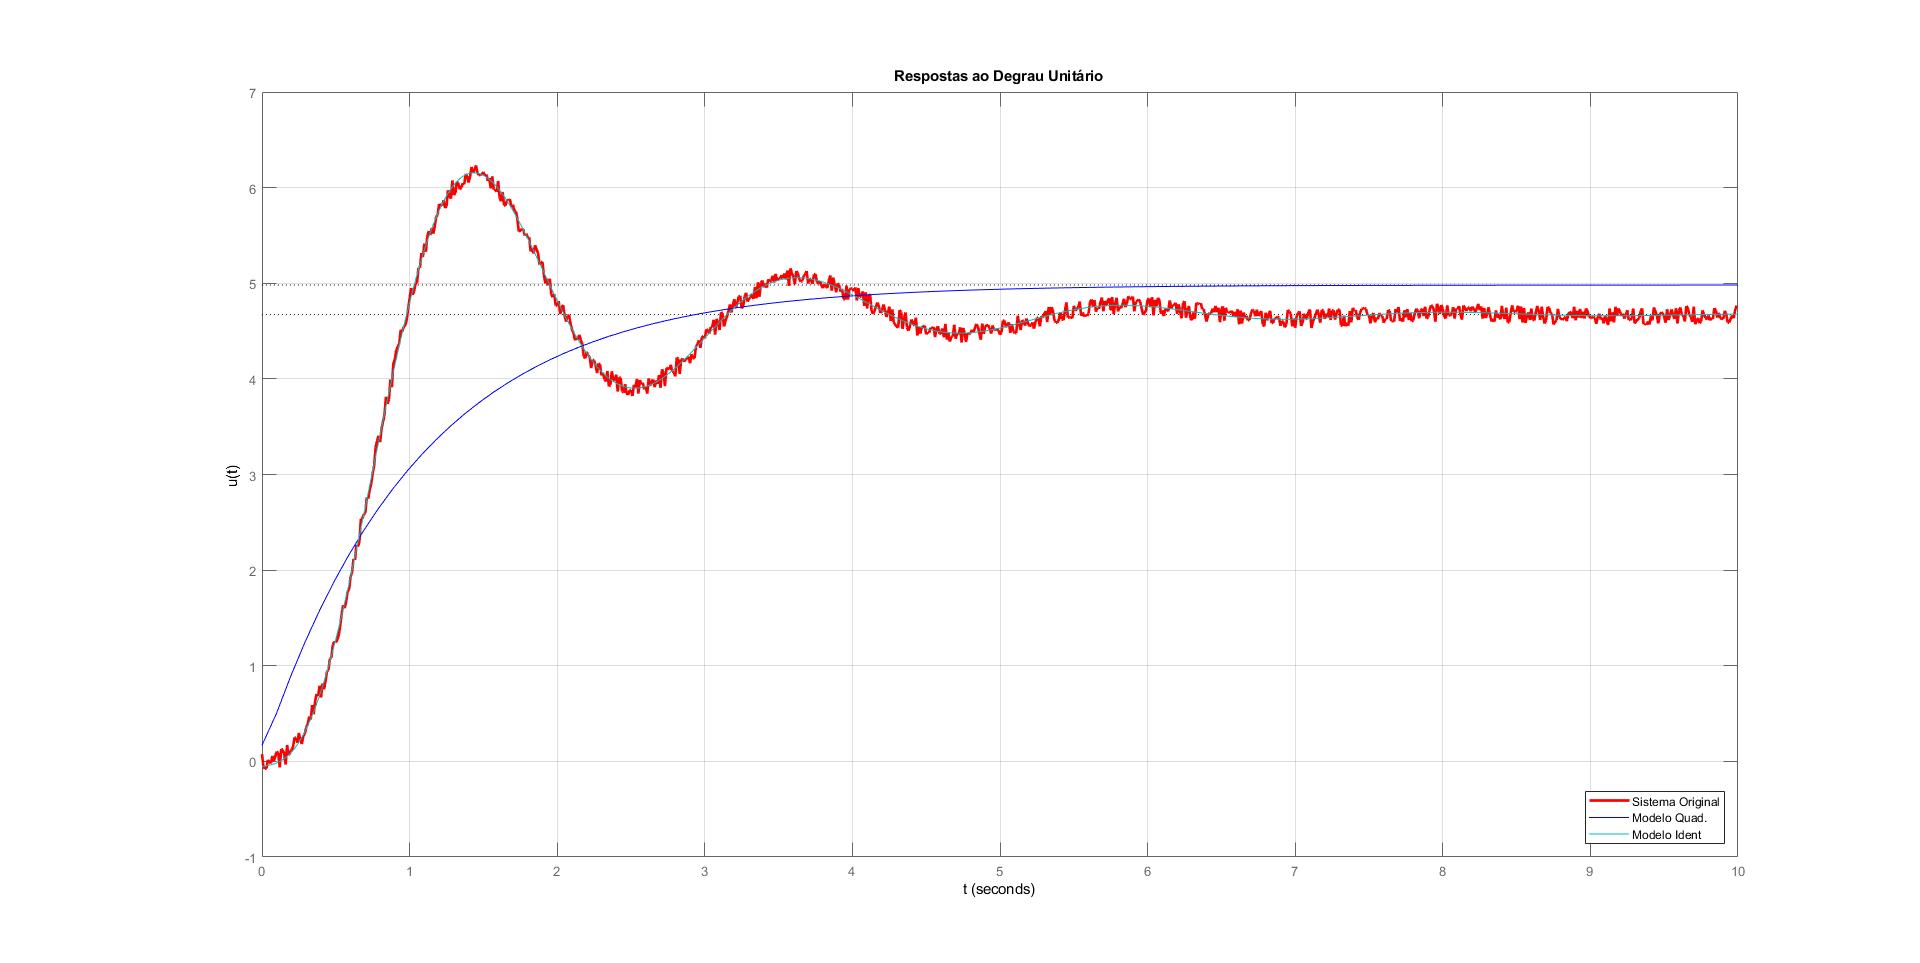 Respostas ao Degrau Unitário
7
6
5
4
3
2
1
0
-1
u(t)
0 1 2 3 4 5 6 7 8 9 10
t (seconds)
Sistema Original
Modelo Quad.
Modelo Ident